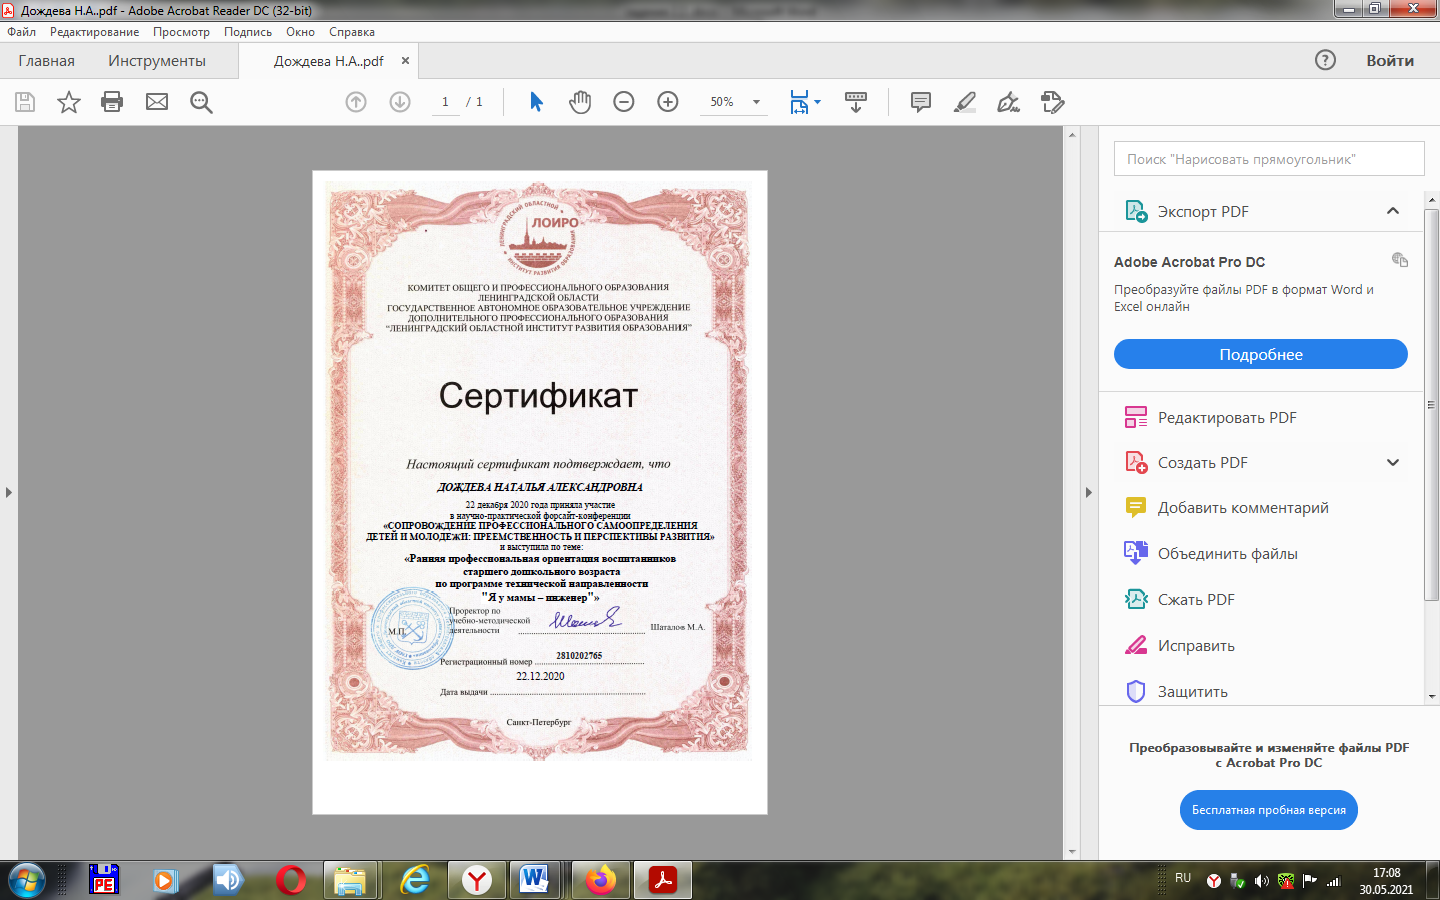 Дождева Н.А..pdf - Adobe Acrobat Reader DC (32-bit)
Файл Редактирование Просмотр Подпись Окно Справка
Главная Инструменты Дождева Н.А..pdf × Войти
1 / 1 50%
Поиск "Нарисовать прямоугольник"
Экспорт PDF
Adobe Acrobat Pro DC
Преобразуйте файлы PDF в формат Word и
Excel онлайн
Подробнее
Редактировать PDF
Создать PDF
Добавить комментарий
Объединить файлы
Сжать PDF
Исправить
Защитить
Преобразовывайте и изменяйте файлы PDF
с Acrobat Pro DC
Бесплатная пробная версия
ЛЕНИНГРАДСКИЙ ОБЛАСТНОЙ
ЛОИРО
ИНСТИТУТ РАЗВИТИЯ ОБРАЗОВАНИЯ
КОМИТЕТ ОБЩЕГО И ПРОФЕССИОНАЛЬНОГО ОБРАЗОВАНИЯ
ЛЕНИНГРАДСКОЙ ОБЛАСТИ
ГОСУДАРСТВЕННОЕ АВТОНОМНОЕ ОБРАЗОВАТЕЛЬНОЕ УЧРЕЖДЕНИЕ
ДОПОЛНИТЕЛЬНОГО ПРОФЕССИОНАЛЬНОГО ОБРАЗОВАНИЯ
"ЛЕНИНГРАДСКИЙ ОБЛАСТНОЙ ИНСТИТУТ РАЗВИТИЯ ОБРАЗОВАНИЯ"
Сертификат
Настоящий сертификат подтверждает, что
ДОЖДЕВА НАТАЛЬЯ АЛЕКСАНДРОВНА
22 декабря 2020 года приняла участие
в научно-практической форсайт-конференции
«СОПРОВОЖДЕНИЕ ПРОФЕССИОНАЛЬНОГО САМООПРЕДЕЛЕНИЯ
ДЕТЕЙ И МОЛОДЕЖИ: ПРЕЕМСТВЕННОСТЬ И ПЕРСПЕКТИВЫ РАЗВИТИЯ»
и выступила по теме:
«Ранняя профессиональная ориентация воспитанников
старшего дошкольного возраста
по программе технической направленности
"Я у мамы – инженер"»
Проректор по
учебно-методической
деятельности
Шаталов М.А.
М.П.
Регистрационный номер 2810202765
22.12.2020
Дата выдачи
Санкт-Петербург
RU
17:08
30.05.2021